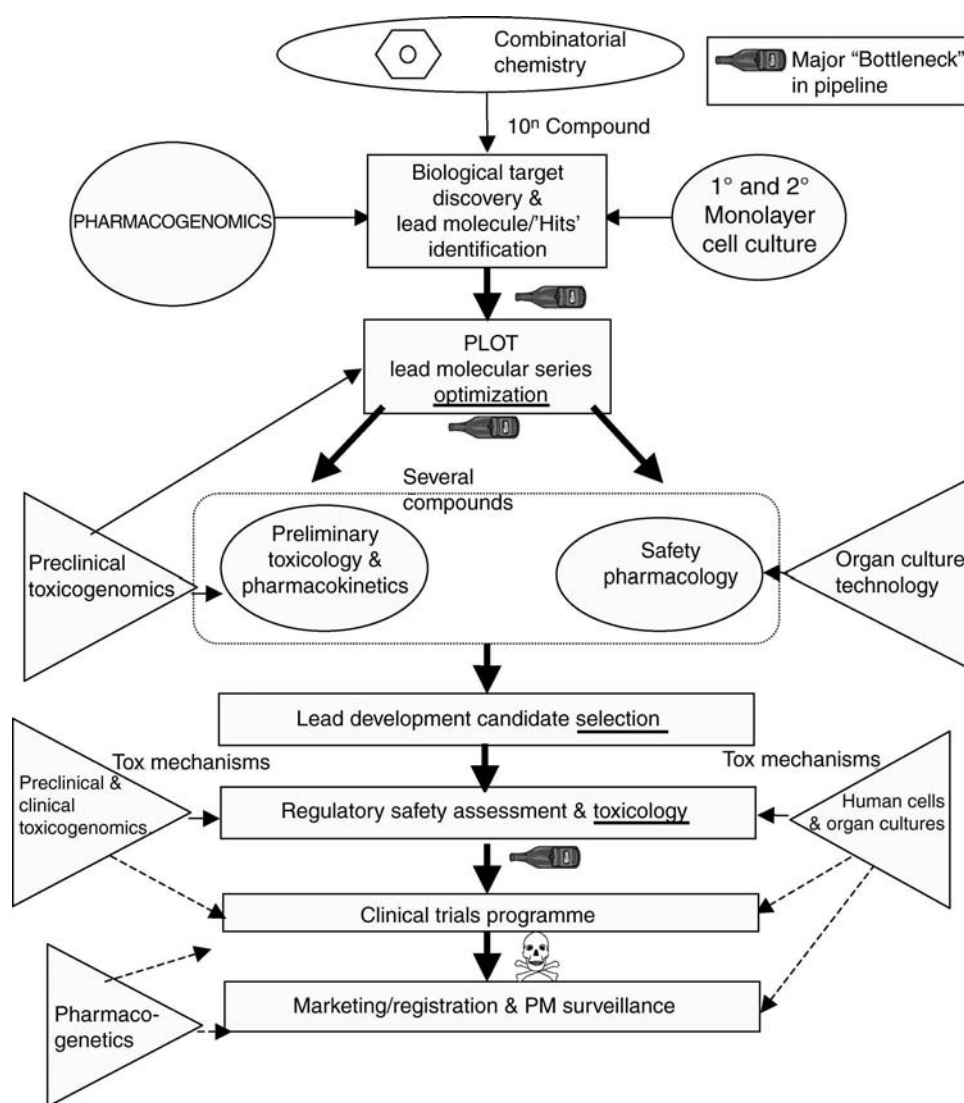 Combinatorial
chemistry
Major "Bottleneck"
in pipeline
10ⁿ Compound
PHARMACOGENOMICS
Biological target
discovery &
lead molecule/'Hits'
identification
1° and 2°
Monolayer
cell culture
PLOT
lead molecular series
optimization
Several
compounds
Preclinical
toxicogenomics
Preliminary
toxicology &
pharmacokinetics
Safety
pharmacology
Organ culture
technology
Lead development candidate selection
Tox mechanisms
Tox mechanisms
Preclinical &
clinical
toxicogenomics
Regulatory safety assessment & toxicology
Human cells
& organ cultures
Clinical trials programme
Pharmaco-
genetics
Marketing/registration & PM surveillance